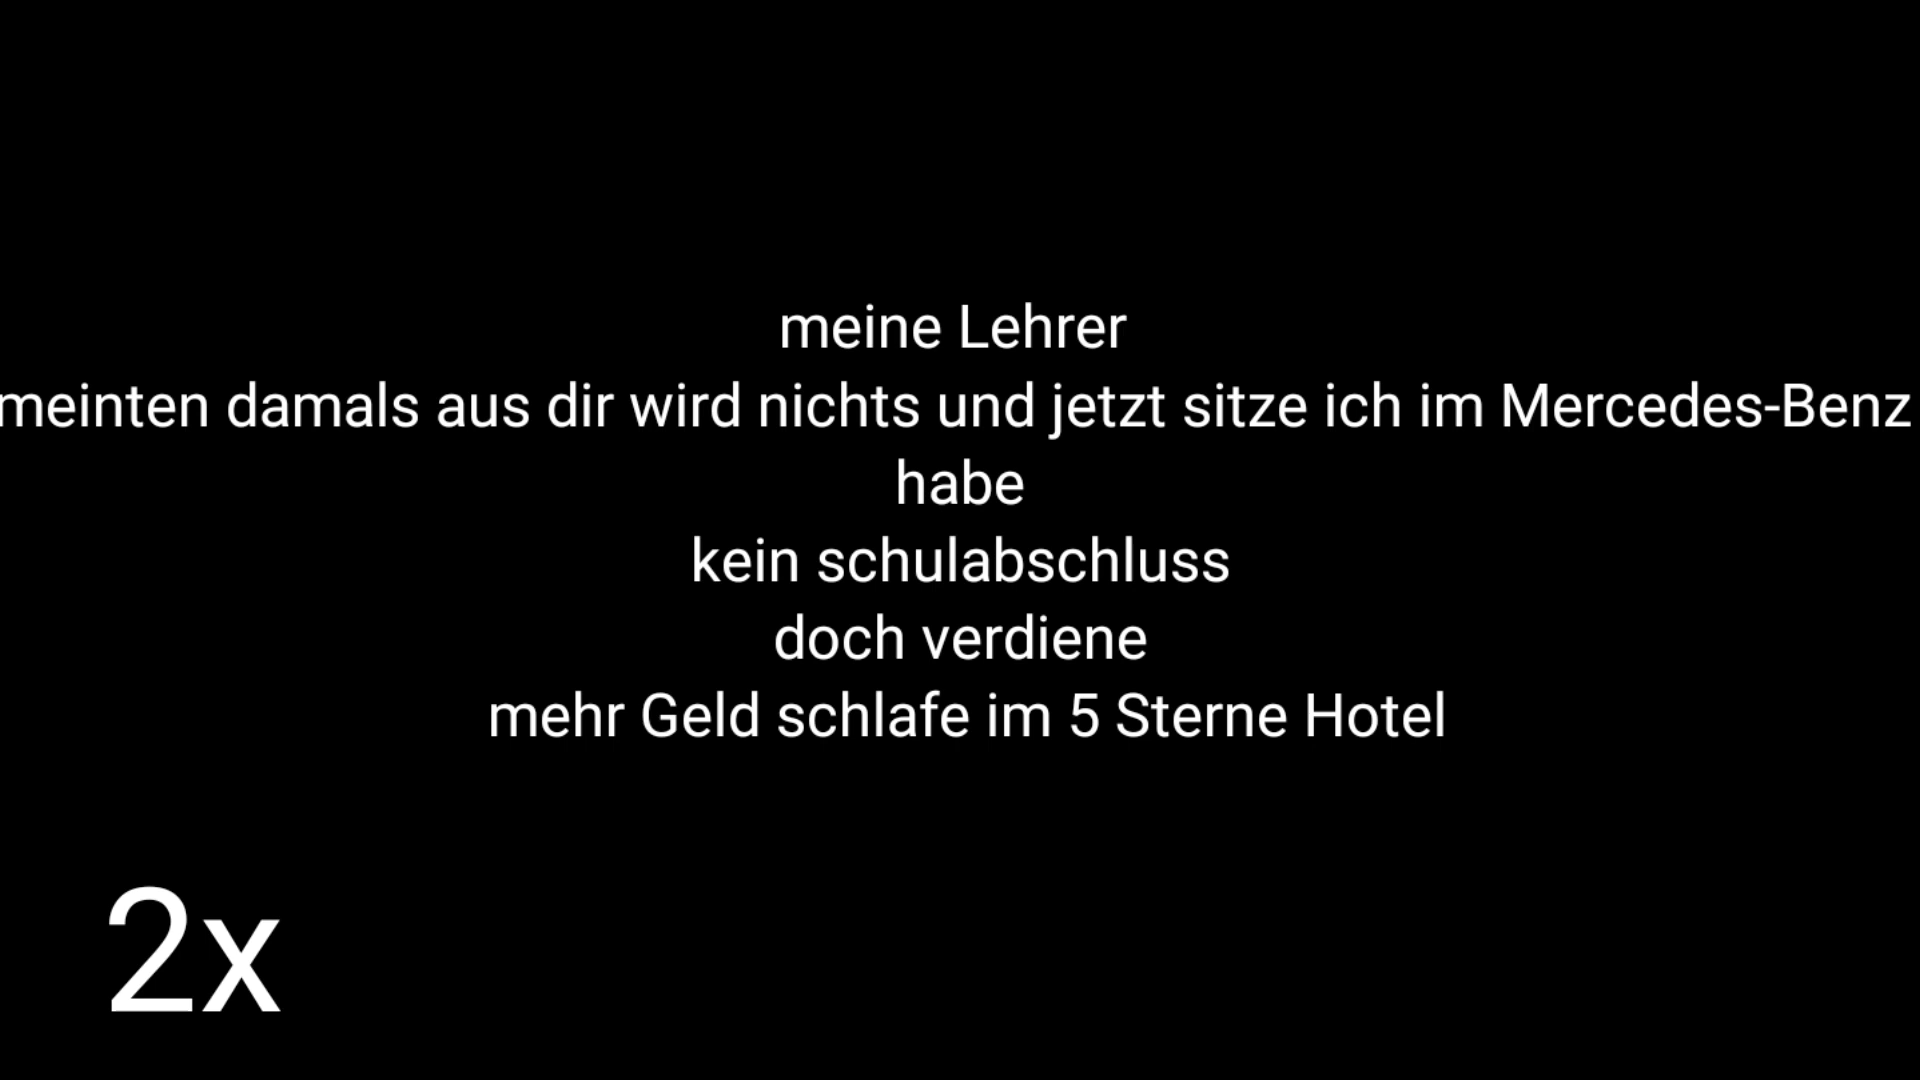 meine Lehrer
meinten damals aus dir wird nichts und jetzt sitze ich im Mercedes-Benz
habe
kein schulabschluss
doch verdiene
mehr Geld schlafe im 5 Sterne Hotel
2x